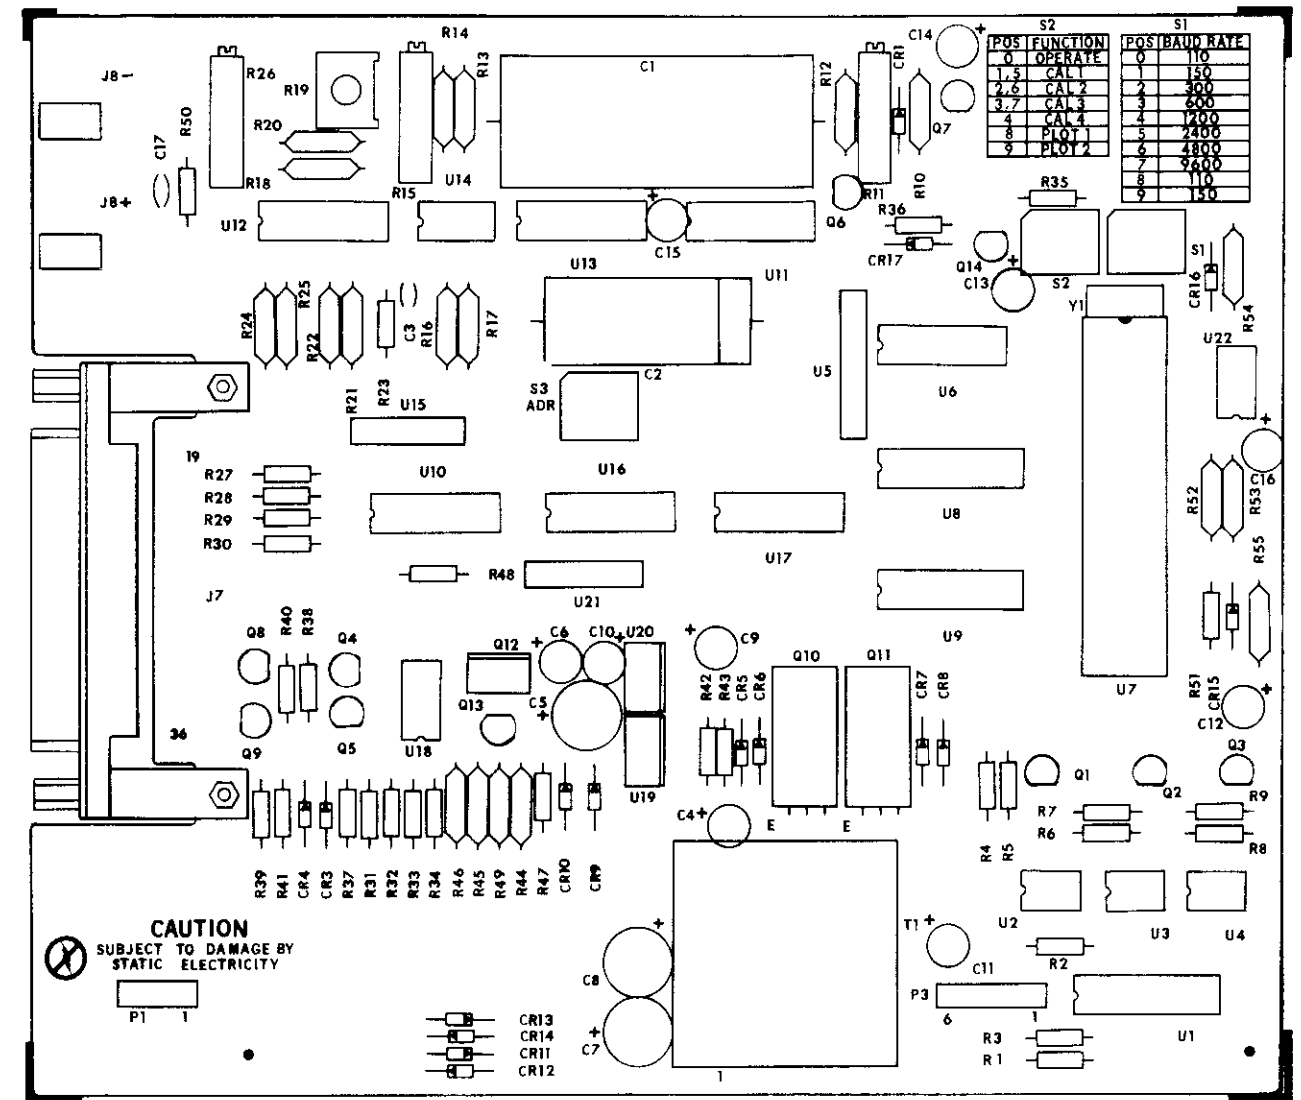 R14
C14 +
S2
S1
POS FUNCTION
0 OPERATE
1,5 CAL 1
2,6 CAL 2
3,7 CAL 3
4 CAL 4
8 PLOT 1
9 PLOT 2
POS BAUD RATE
0 110
1 150
2 300
3 600
4 1200
5 2400
6 4800
7 9600
8 110
9 150
J8-
R26
R19
R13
C1
R12
CR1
Q7
R50
C17
R20
R18
U14
R15
R11
R10
R35
J8+
U12
+
C15
Q6
R36
CR17
Q14
C13 +
S2
S1
CR16
R54
U13
U11
Y1
R24
R25
R22
C3
R16
R17
U22
U5
U6
S3
ADR
C2
R21
R23
U15
+
C16
19
R27
R28
R29
R30
U10
U16
U17
U8
R52
R53
R55
R48
U21
J7
U9
Q8
R40
R38
Q4
Q12
+ C6
C10 +
U20
+ C9
Q10
Q11
R42
R43
CR5
CR6
CR7
CR8
U7
R51
CR15
C12 +
Q13
C5
+
36
Q9
Q5
U18
U19
Q3
Q1
Q2
C4 +
E
E
R7
R6
R9
R8
R4
R5
R39
R41
CR4
CR3
R37
R31
R32
R33
R34
R46
R45
R49
R44
R47
CR10
CR9
U2
U3
U4
CAUTION
SUBJECT TO DAMAGE BY
STATIC ELECTRICITY
+
T1 +
C11
R2
C8
P3
6 1
P1 1
CR13
CR14
CR11
CR12
+
C7
R3
R1
U1
1